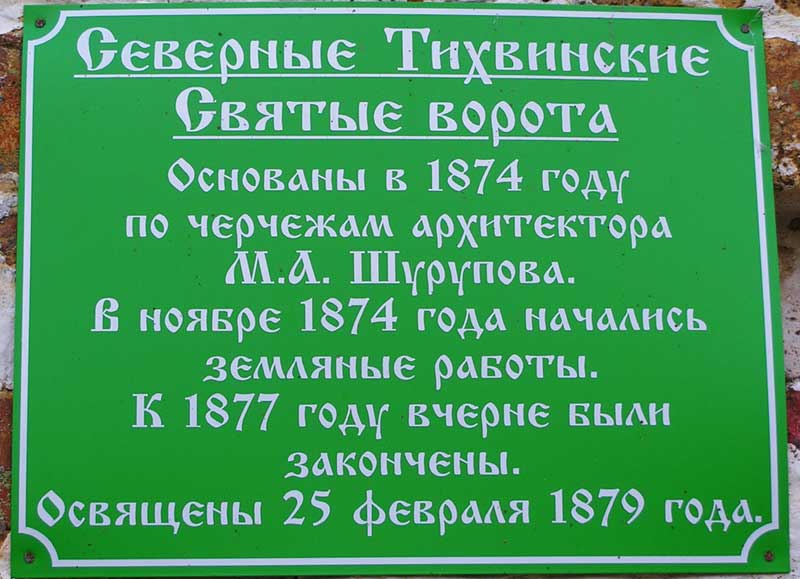 Северные Тихвинские
Святые ворота
Основаны в 1874 году
по черчежам архитектора
М.А. Шурупова.
В ноябре 1874 года начались
земляные работы.
К 1877 году вчерне были
закончены.
Освящены 25 февраля 1879 года.